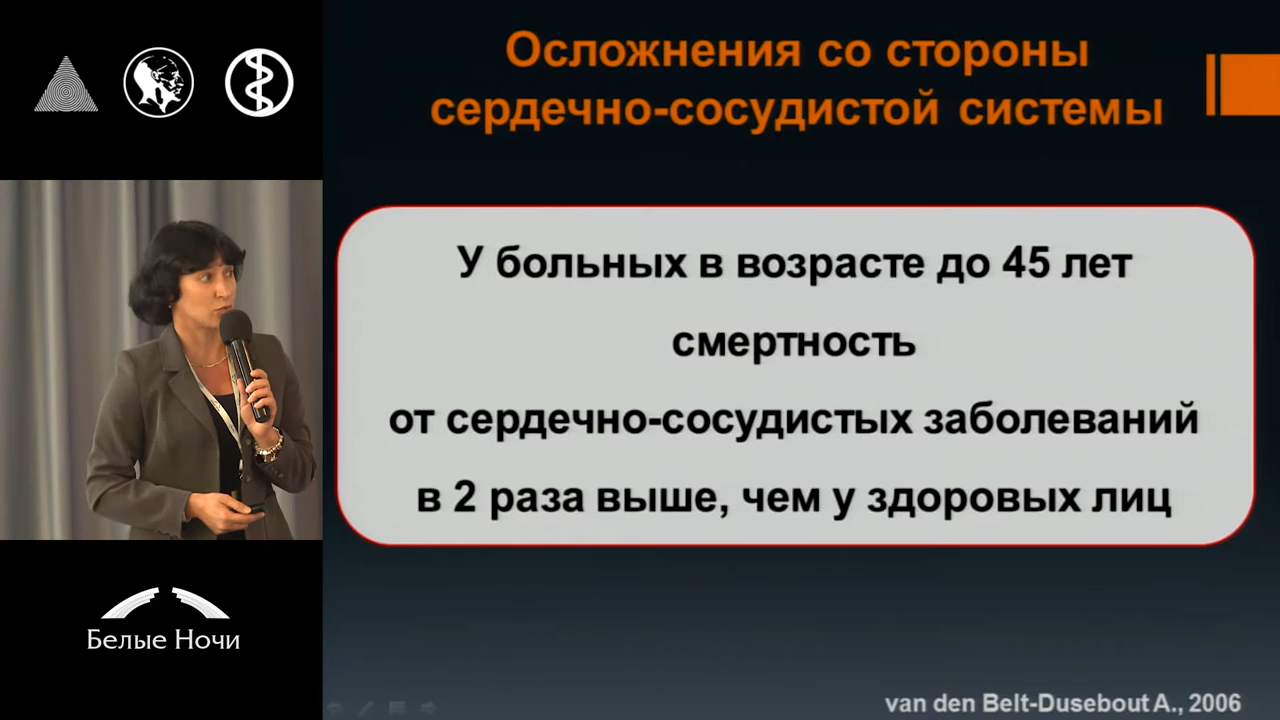 Осложнения со стороны
сердечно-сосудистой системы
У больных в возрасте до 45 лет
смертность
от сердечно-сосудистых заболеваний
в 2 раза выше, чем у здоровых лиц
Белые Ночи
van den Belt-Dusebout A., 2006